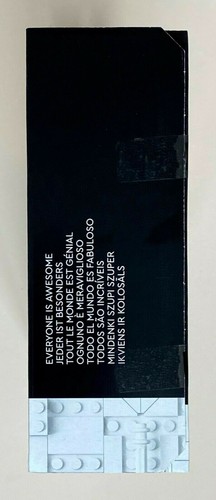 EVERYONE IS AWESOME
JEDER IST BESONDERS
TOUT LE MONDE EST GÉNIAL
OGNUNO È MERAVIGLIOSO
TODO EL MUNDO ES FABULOSO
TODOS SÃO INCRÍVEIS
MINDENKI SZUPI SZUPER
IKVIENS IR KOLOSĀLS